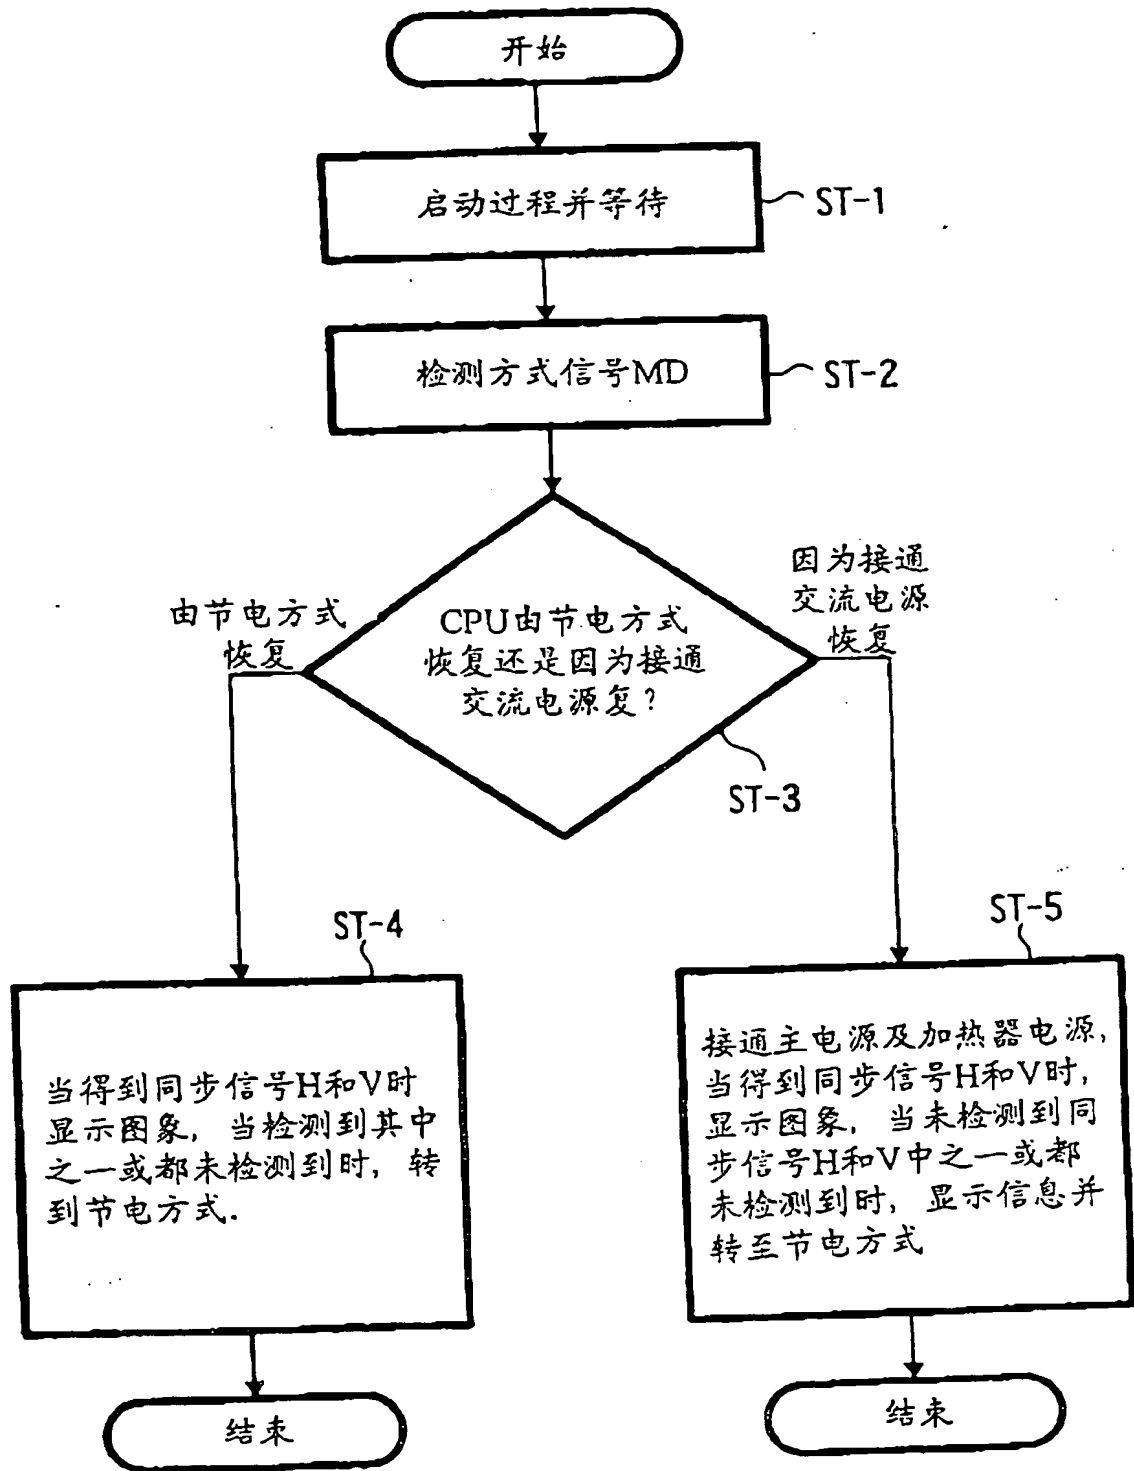 开始
启动过程并等待
ST-1
检测方式信号MD
ST-2
由节电方式
恢复
CPU由节电方式
恢复还是因为接通
交流电源复?
因为接通
交流电源
恢复
ST-3
ST-4
当得到同步信号H和V时
显示图象, 当检测到其中
之一或都未检测到时, 转
到节电方式.
结束
ST-5
接通主电源及加热器电源,
当得到同步信号H和V时,
显示图象, 当未检测到同
步信号H和V中之一或都
未检测到时, 显示信息并
转至节电方式
结束